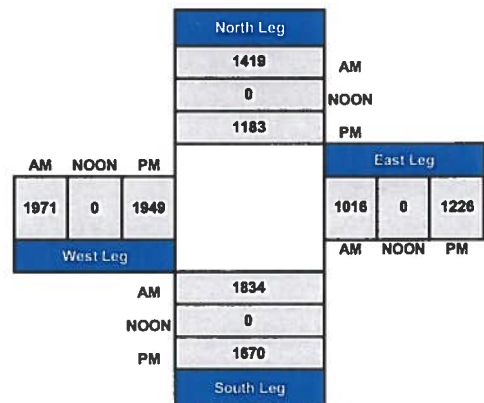 North Leg
1419 AM
0 NOON
1183 PM
East Leg
AM NOON PM
1971 0 1949
1016 0 1226
West Leg
AM NOON PM
AM 1834
NOON 0
PM 1670
South Leg